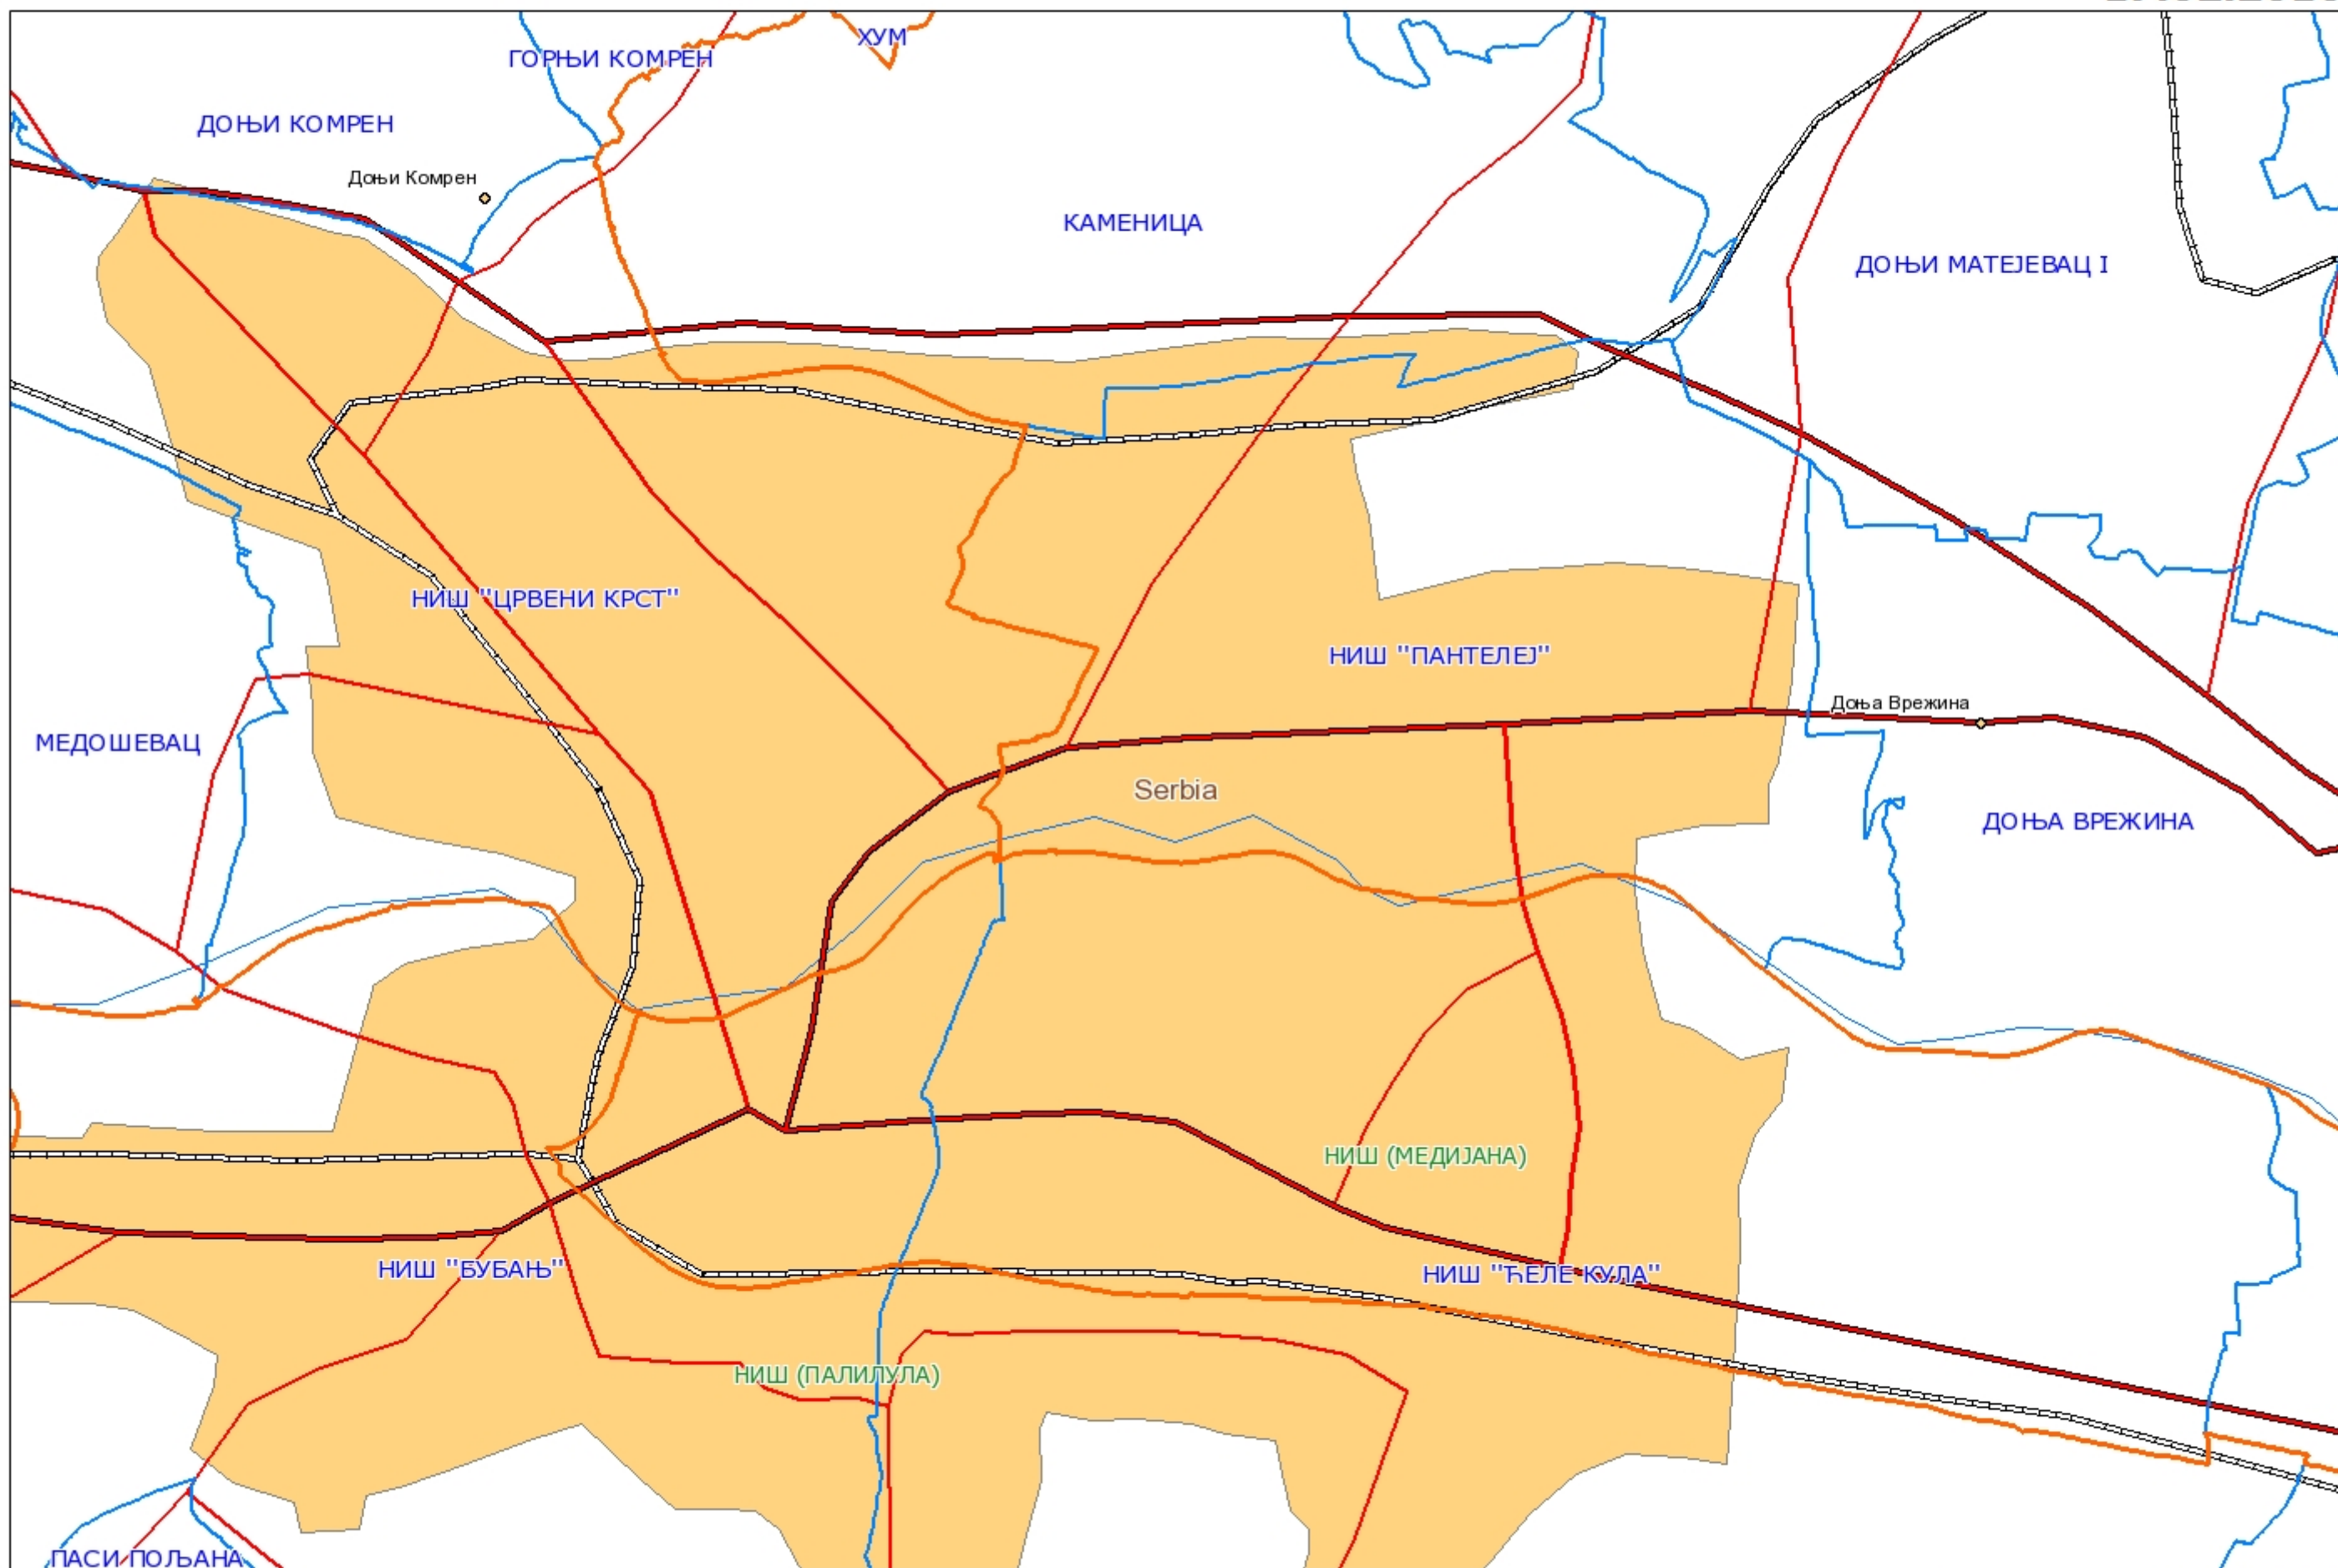 ХУМ
ГОРЊИ КОМРЕН
ДОЊИ КОМРЕН
Доњи Комрен
КАМЕНИЦА
ДОЊИ МАТЕЈЕВАЦ I
НИШ "ЦРВЕНИ КРСТ"
НИШ "ПАНТЕЛЕЈ"
Доња Врежина
МЕДОШЕВАЦ
Serbia
ДОЊА ВРЕЖИНА
НИШ (МЕДИЈАНА)
НИШ "БУБАЊ"
НИШ "ЋЕЛЕ КУЛА"
НИШ (ПАЛИЛУЛА)
ПАСИ ПОЉАНА